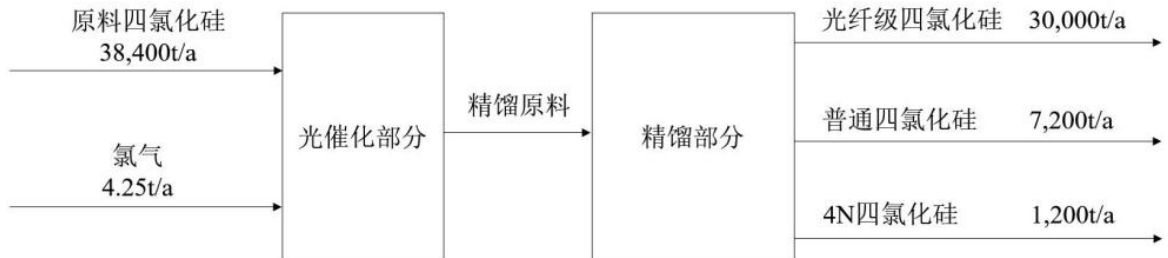 原料四氯化硅
38,400t/a
氯气
4.25t/a
光催化部分
精馏原料
精馏部分
光纤级四氯化硅 30,000t/a
普通四氯化硅 7,200t/a
4N四氯化硅 1,200t/a